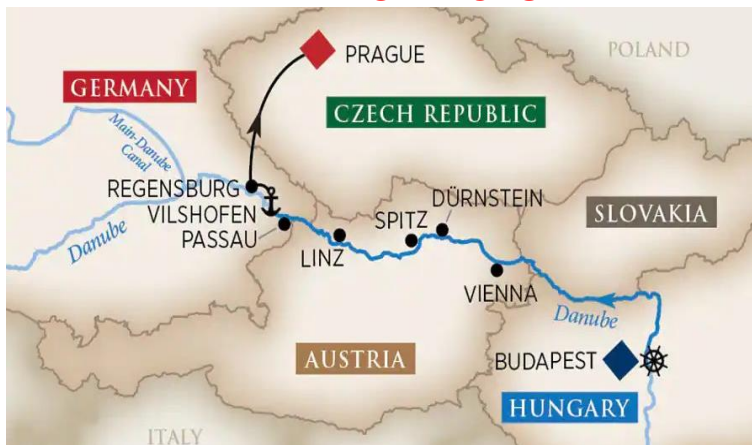 POLAND
PRAGUE
GERMANY
CZECH REPUBLIC
Main-Danube
Canal
REGENSBURG
VILSHOFEN
PASSAU
DÜRNSTEIN
SPITZ
SLOVAKIA
Danube
LINZ
VIENNA
Danube
AUSTRIA
BUDAPEST
HUNGARY
ITALY